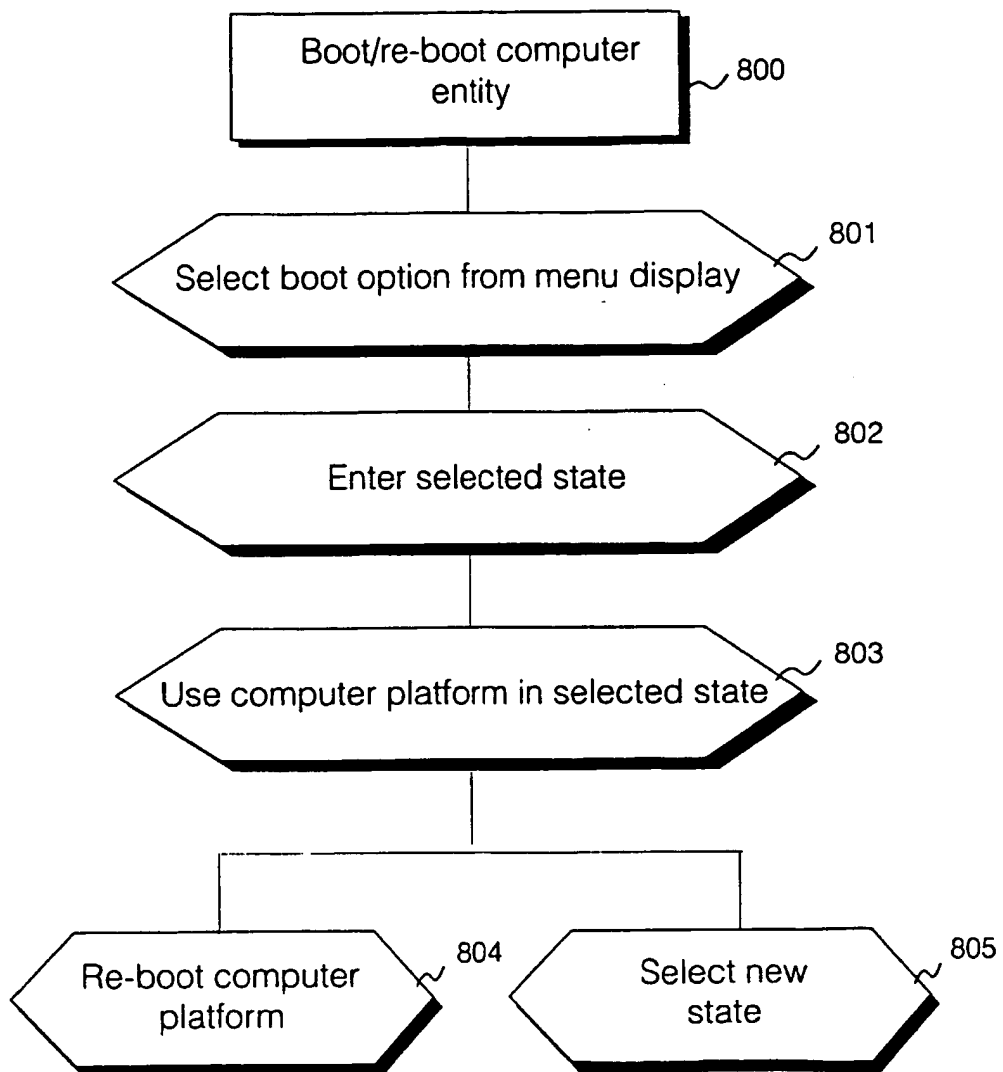 Boot/re-boot computer
entity
800
Select boot option from menu display
801
Enter selected state
802
Use computer platform in selected state
803
Re-boot computer
platform
804
Select new
state
805